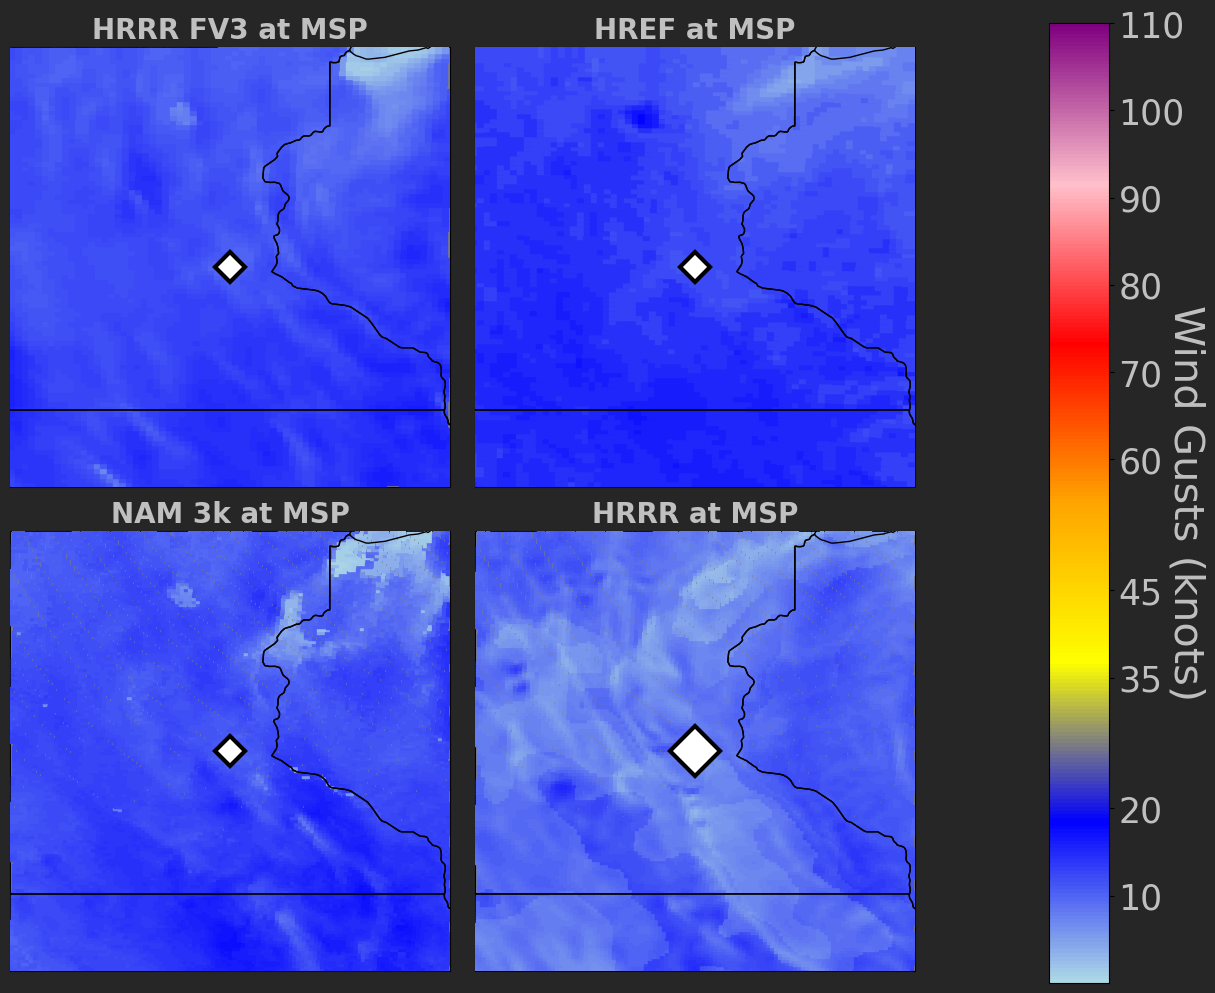 HRRR FV3 at MSP
HREF at MSP
NAM 3k at MSP
HRRR at MSP
110
100
90
80
70
60
45
35
20
10
Wind Gusts (knots)